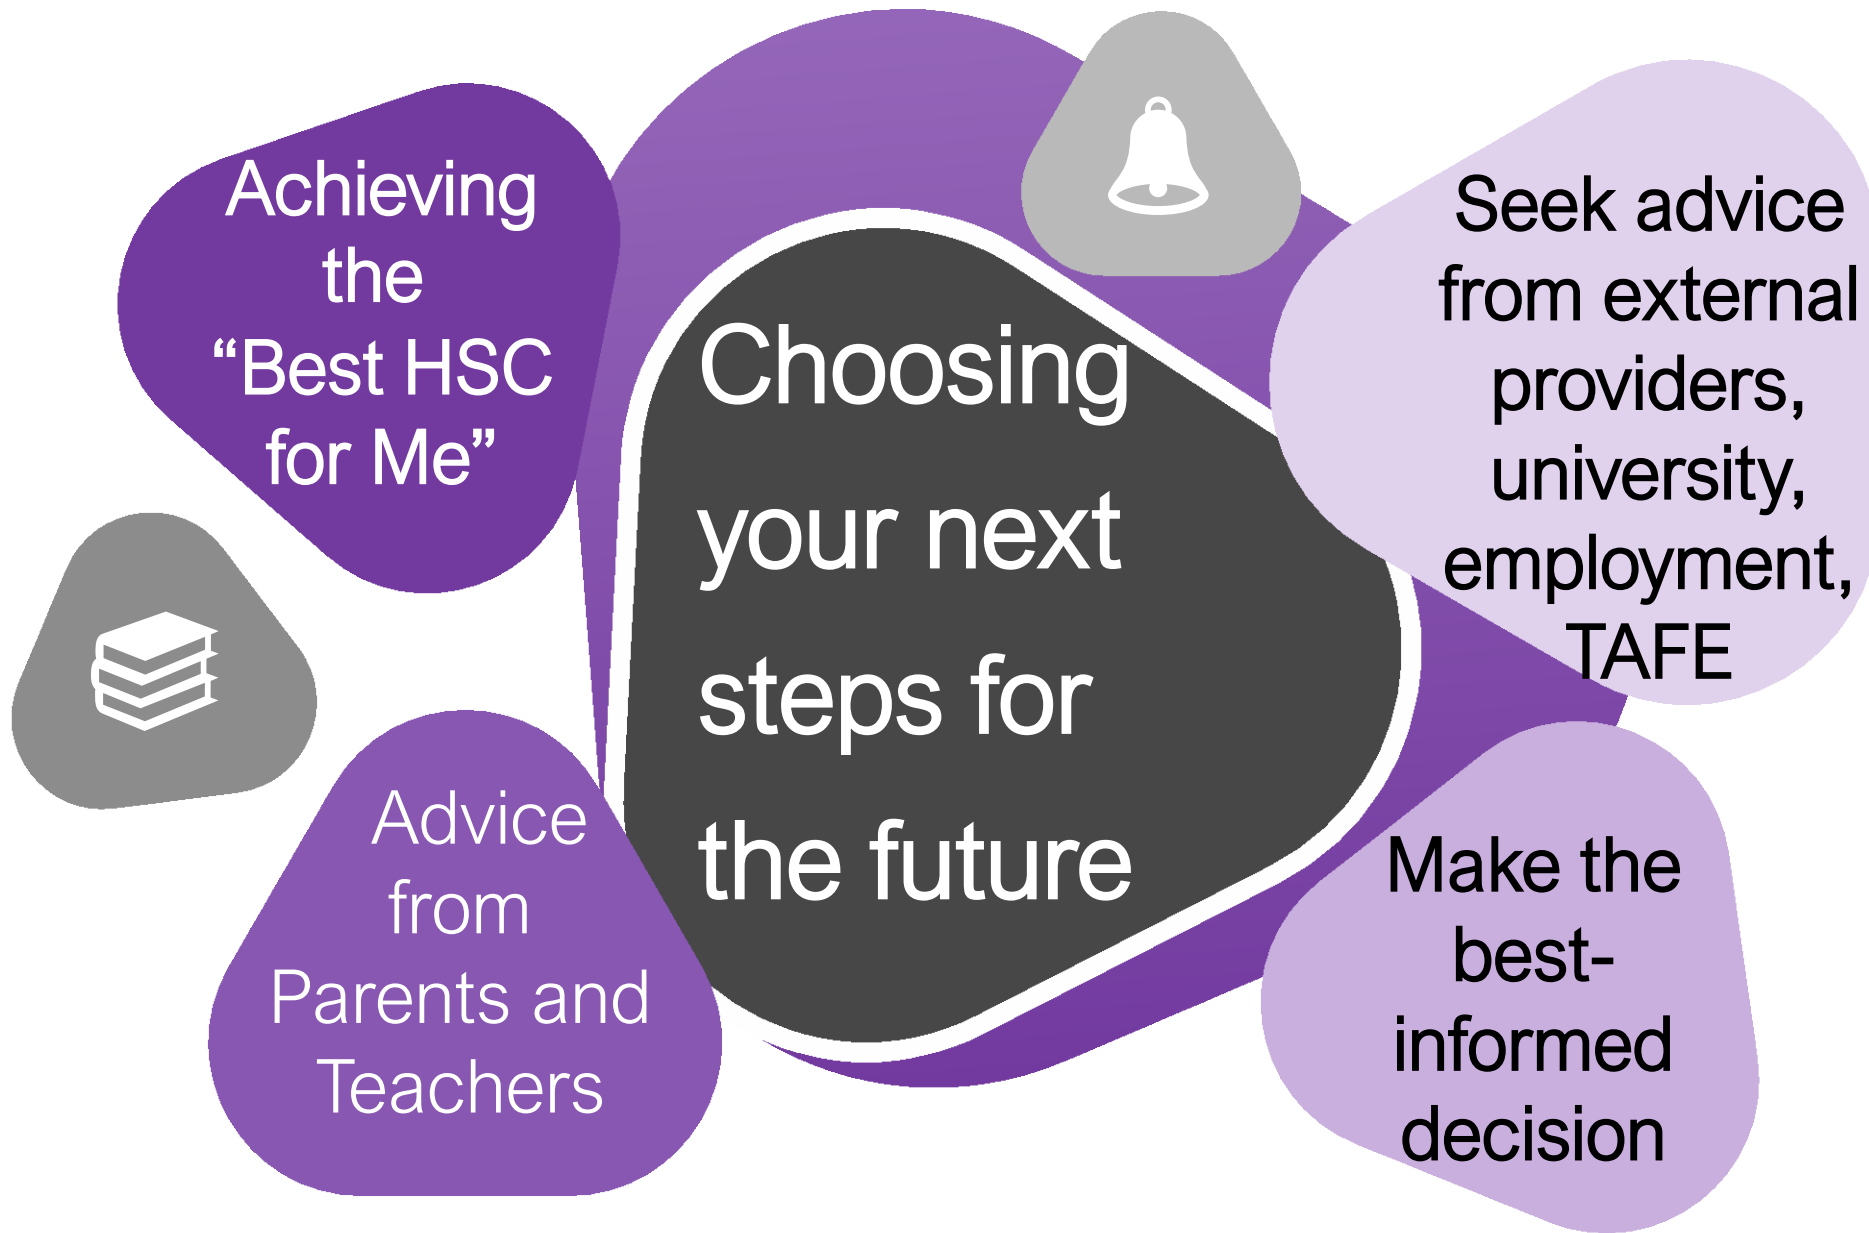 Achieving
the
“Best HSC
for Me”
Choosing
your next
steps for
the future
Seek advice
from external
providers,
university,
employment,
TAFE
Advice
from
Parents and
Teachers
Make the
best-
informed
decision